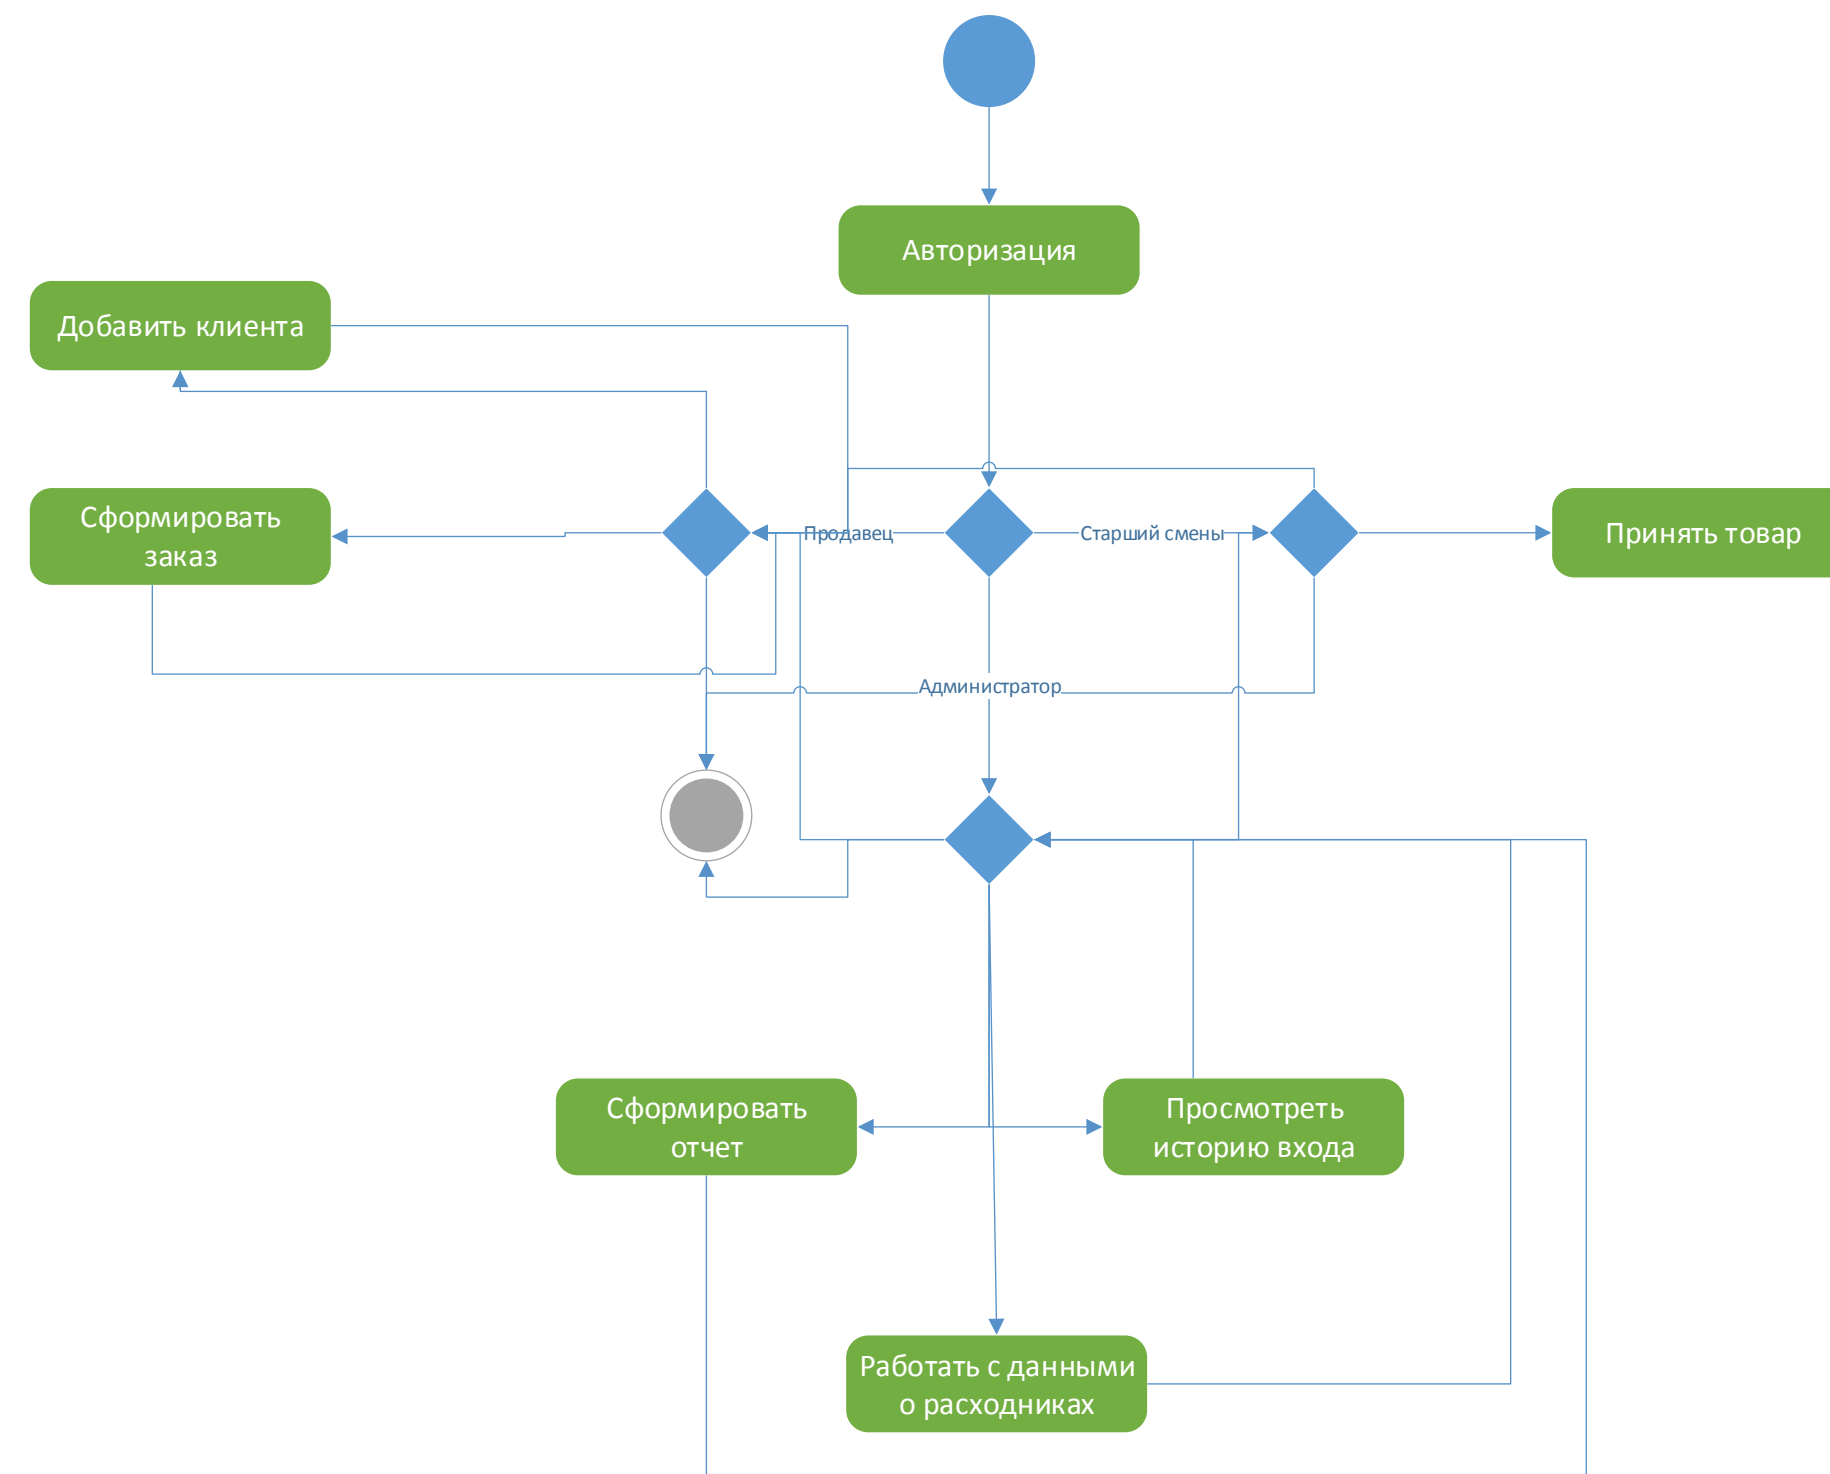 Авторизация
Добавить клиента
Сформировать
заказ
Продавец
Старший смены
Принять товар
Администратор
Сформировать
отчет
Просмотреть
историю входа
Работать с данными
о расходниках